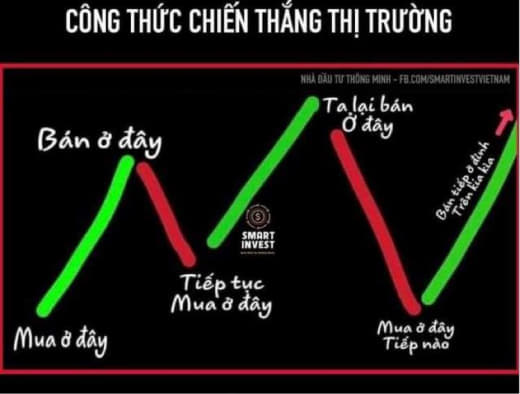 CÔNG THỨC CHIẾN THẮNG THỊ TRƯỜNG
NHÀ ĐẦU TƯ THÔNG MINH - FB.COM/SMARTINVESTVIETNAM
Ta lại bán
Ở đây
Bán ở đây
Bán tiếp ở đỉnh
Trên kia kìa
SMART
INVEST
Tiếp tục
Mua ở đây
Mua ở đây
Mua ở đây
Tiếp nào